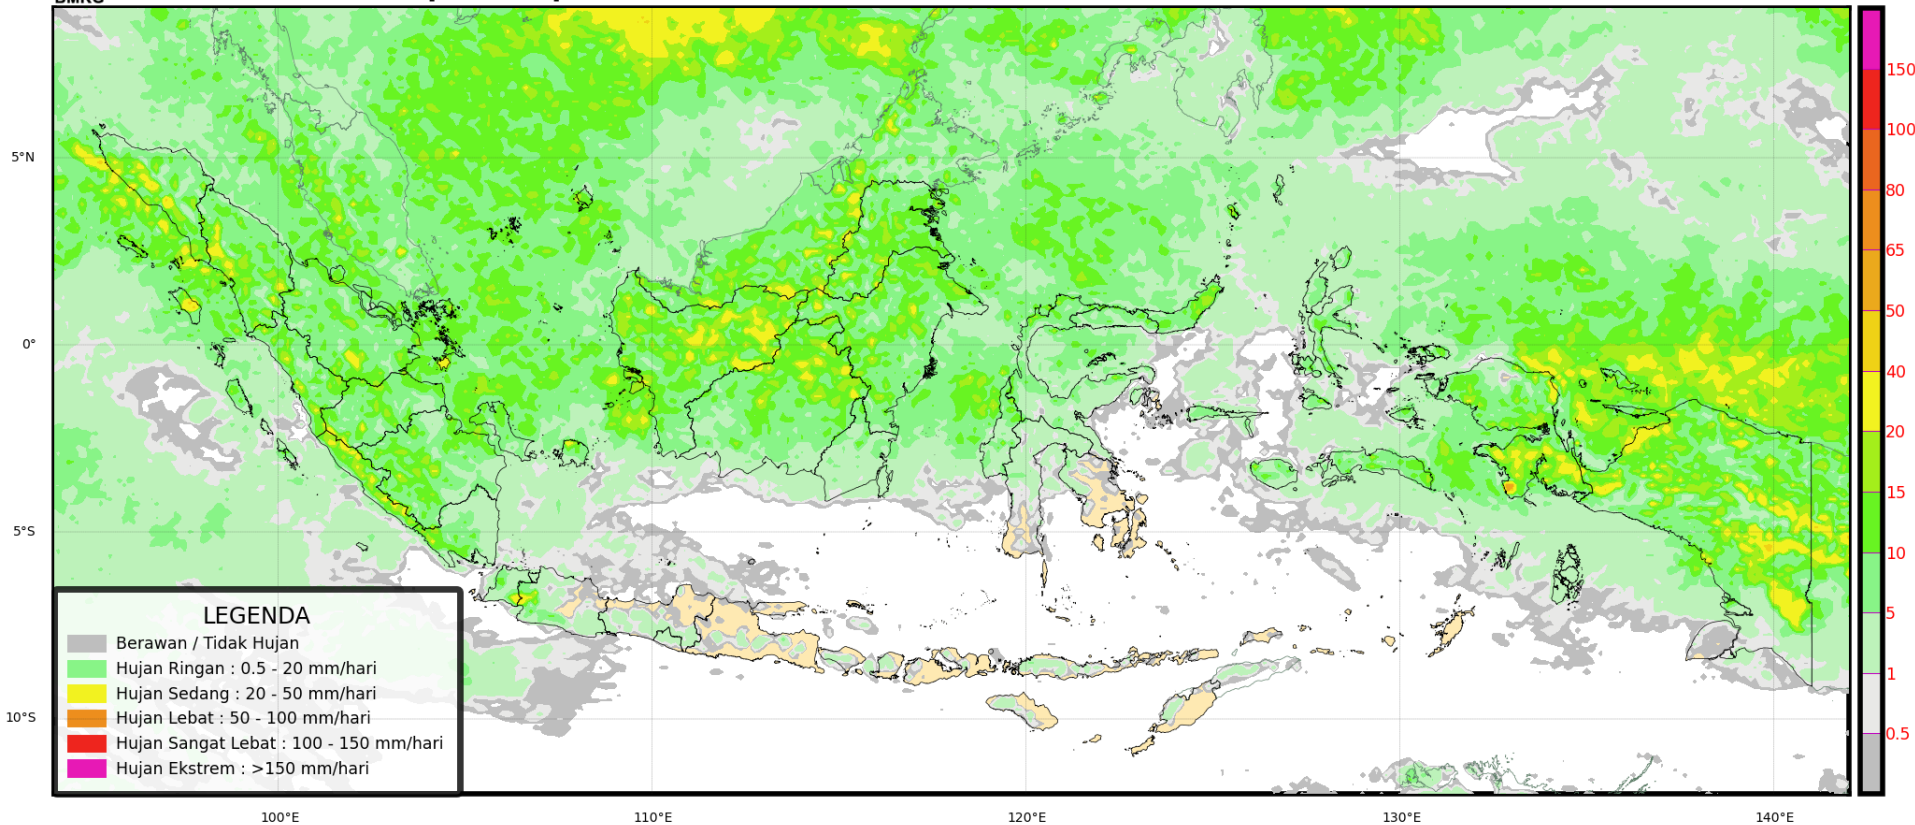 5°N
0°
5°S
10°S
100°E
110°E
120°E
130°E
140°E
LEGENDA
Berawan / Tidak Hujan
Hujan Ringan : 0.5 - 20 mm/hari
Hujan Sedang : 20 - 50 mm/hari
Hujan Lebat : 50 - 100 mm/hari
Hujan Sangat Lebat : 100 - 150 mm/hari
Hujan Ekstrem : >150 mm/hari
150
100
80
65
50
40
20
15
10
5
1
0.5